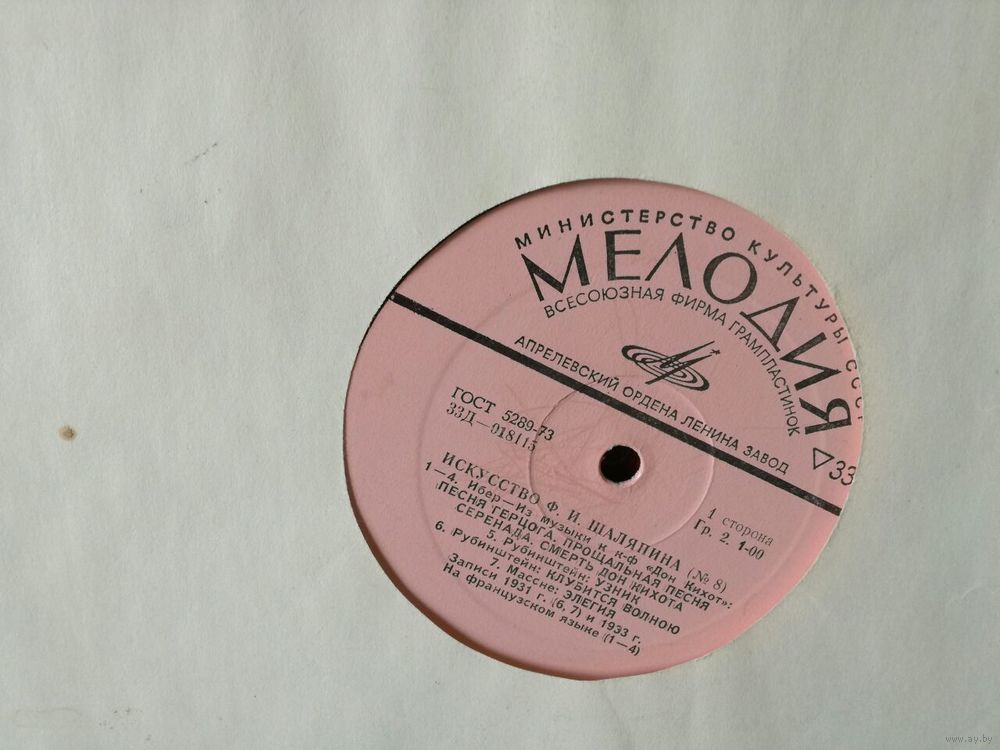 МИНИСТЕРСТВО КУЛЬТУРЫ СССР
МЕЛОДИЯ
ВСЕСОЮЗНАЯ ФИРМА ГРАМПЛАСТИНОК
АПРЕЛЕВСКИЙ ОРДЕНА ЛЕНИНА ЗАВОД
▷33
ГОСТ 5289-73
33Д—018115
1 сторона
Гр. 2. 1-00
ИСКУССТВО Ф. И. ШАЛЯПИНА (№ 8)
1—4. Ибер—Из музыки к к-ф «Дон Кихот»:
ПЕСНЯ ГЕРЦОГА, ПРОЩАЛЬНАЯ ПЕСНЯ
СЕРЕНАДА, СМЕРТЬ ДОН КИХОТА
5. Рубинштейн: УЗНИК
6. Рубинштейн: КЛУБИТСЯ ВОЛНОЮ
7. Массне: ЭЛЕГИЯ
Записи 1931 г. (6, 7) и 1933 г.
На французском языке (1—4)
www.ay.by